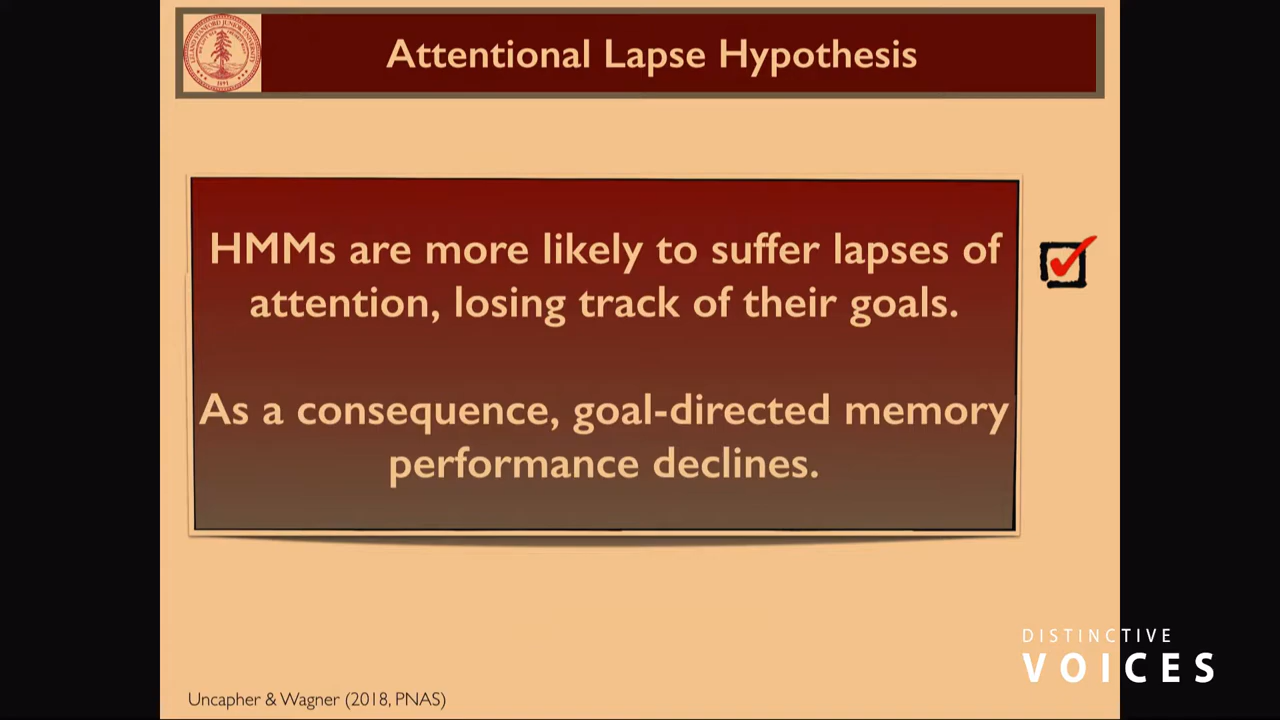 Attentional Lapse Hypothesis
HMMs are more likely to suffer lapses of
attention, losing track of their goals.
As a consequence, goal-directed memory
performance declines.
DISTINCTIVE
VOICES
Uncapher & Wagner (2018, PNAS)